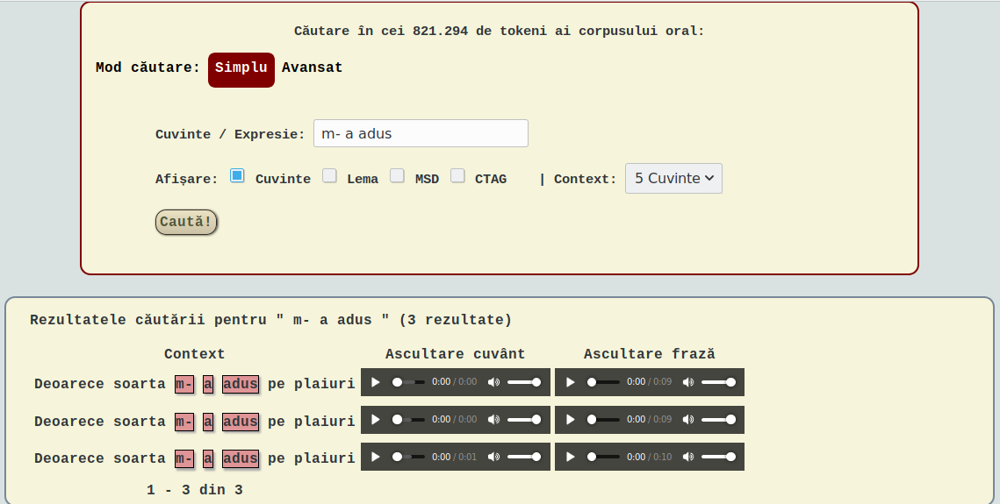 Căutare în cei 821.294 de tokeni ai corpusului oral:
Mod căutare: Simplu Avansat
Cuvinte / Expresie: m- a adus
Afișare: Cuvinte Lema MSD CTAG | Context: 5 Cuvinte
Caută!
Rezultatele căutării pentru " m- a adus " (3 rezultate)
Context Ascultare cuvânt Ascultare frază
Deoarece soarta m- a adus pe plaiuri 0:00 / 0:00 0:00 / 0:09
Deoarece soarta m- a adus pe plaiuri 0:00 / 0:00 0:00 / 0:09
Deoarece soarta m- a adus pe plaiuri 0:00 / 0:01 0:00 / 0:10
1 - 3 din 3